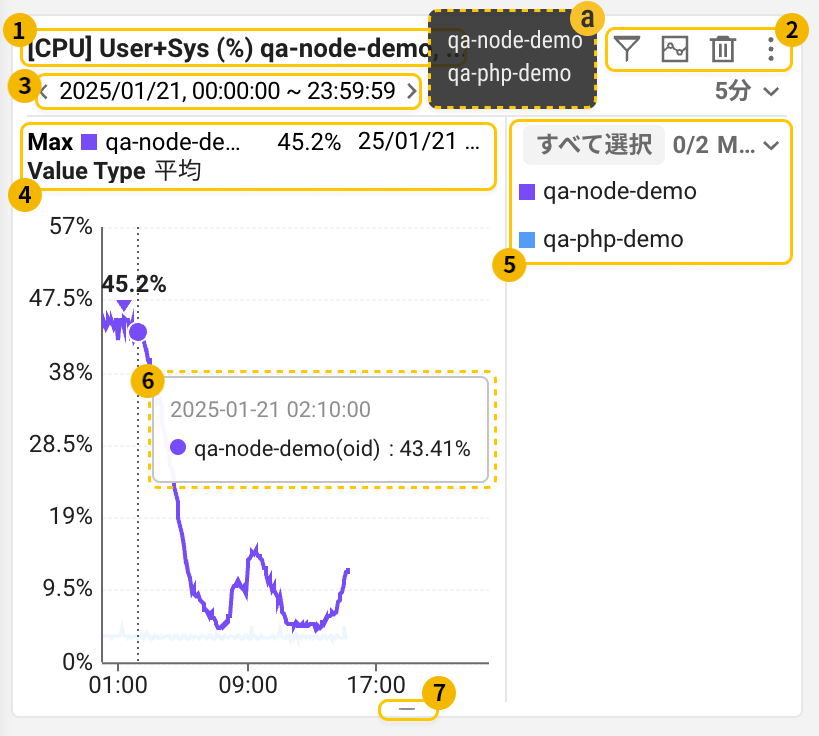 1
[CPU] User+Sys (%) qa-node-demo, ...
a
qa-node-demo
qa-php-demo
2
3
< 2025/01/21, 00:00:00 ~ 23:59:59 >
5分
Max qa-node-de... 45.2% 25/01/21 ...
Value Type 平均
4
すべて選択 0/2 M...
qa-node-demo
qa-php-demo
5
57%
47.5%
38%
28.5%
19%
9.5%
0%
45.2%
6
2025-01-21 02:10:00
qa-node-demo(oid) : 43.41%
01:00 09:00 17:00
7